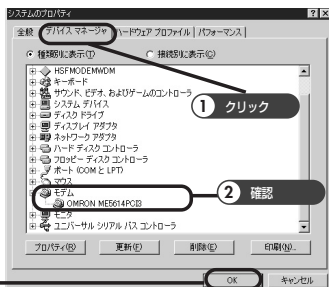 システムのプロパティ
全般 デバイス マネージャ ハードウェア プロファイル パフォーマンス
種類別に表示(T) 接続別に表示(C)
HSFMODEMWDM
キーボード
サウンド、ビデオ、およびゲームのコントローラ
システム デバイス
ディスク ドライブ
ディスプレイ アダプタ
ネットワーク アダプタ
ハード ディスク コントローラ
フロッピー ディスク コントローラ
ポート (COM と LPT)
マウス
モデム
OMRON ME5614PCI3
モニタ
ユニバーサル シリアル バス コントローラ
1 クリック
2 確認
プロパティ(R) 更新(F) 削除(E) 印刷(N)...
OK キャンセル